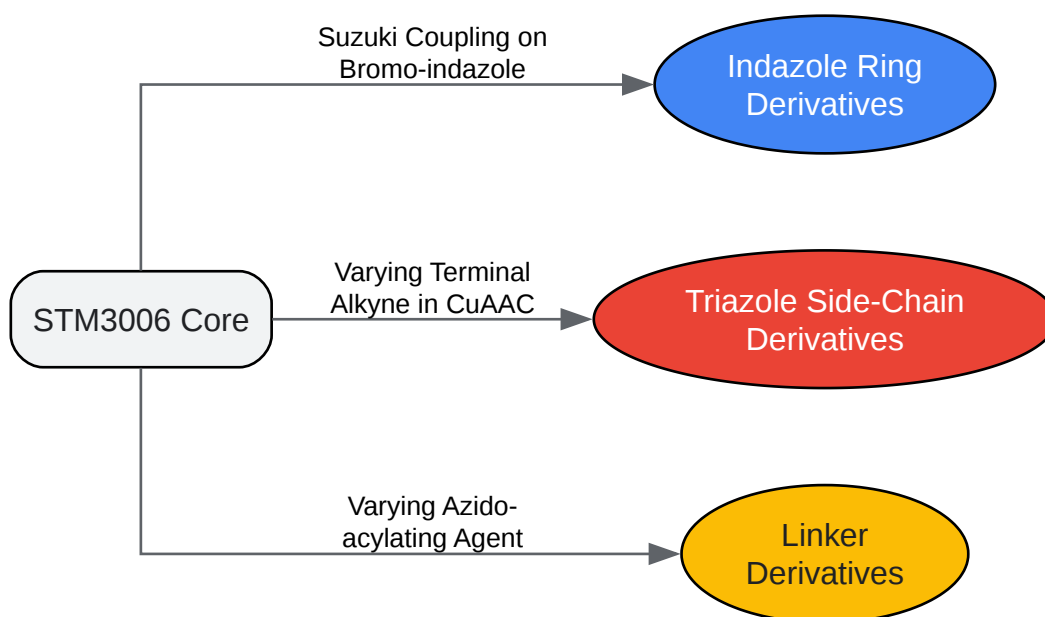 Suzuki Coupling on
Bromo-indazole
Indazole Ring
Derivatives
STM3006 Core
Varying Terminal
Alkyne in CuAAC
Triazole Side-Chain
Derivatives
Varying Azido-
acylating Agent
Linker
Derivatives